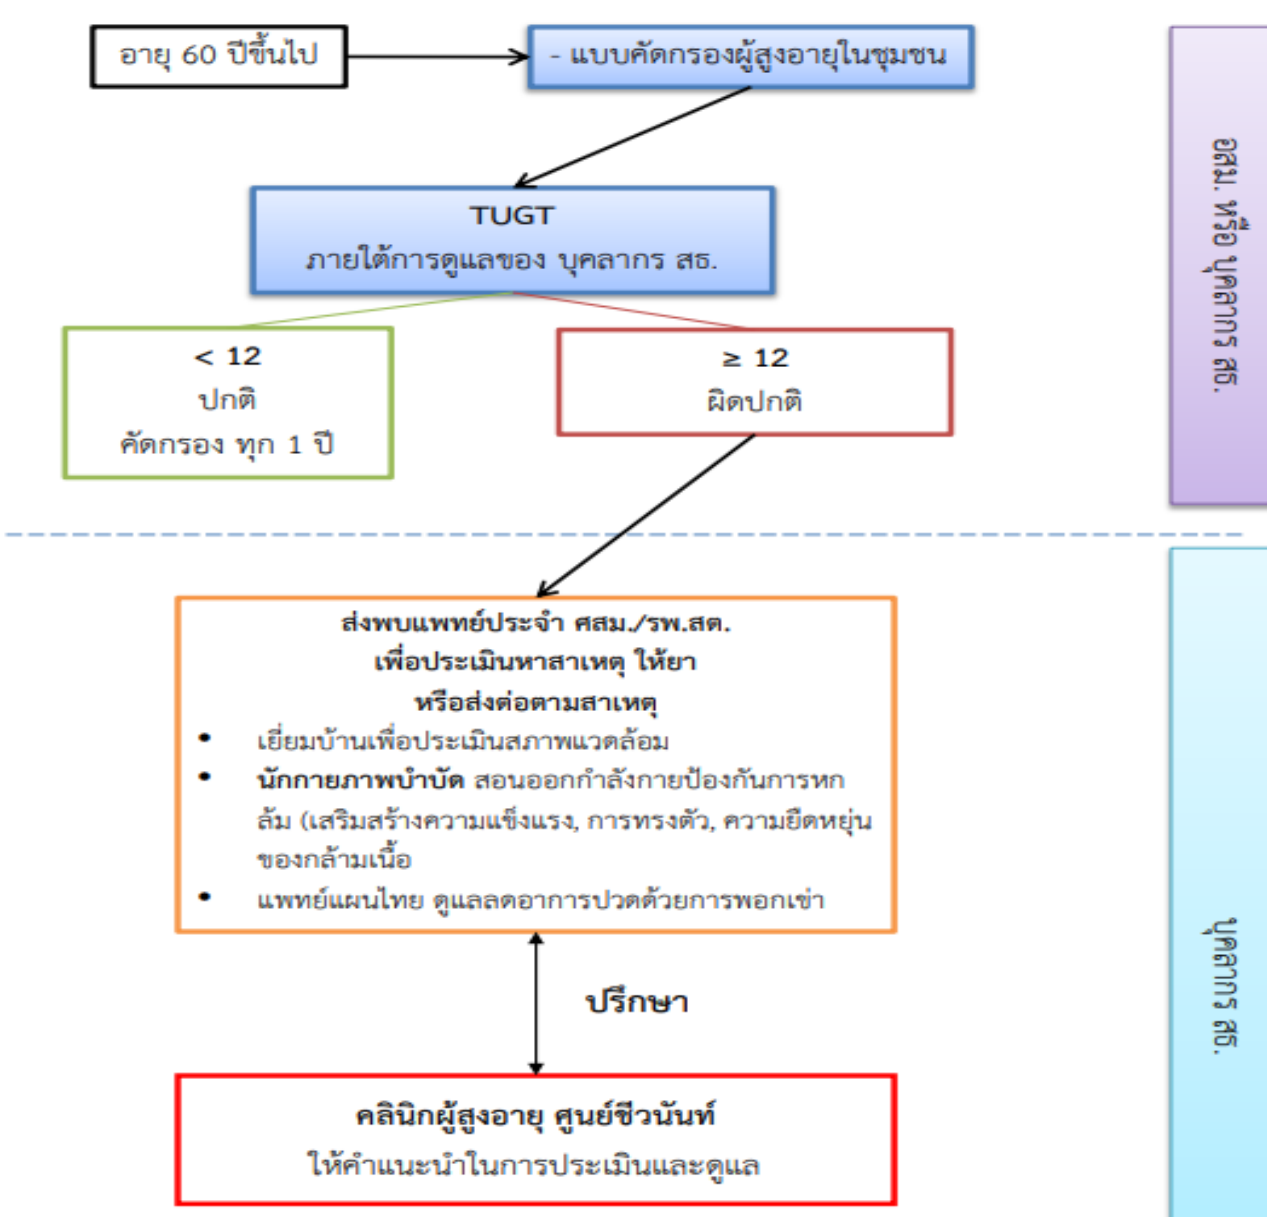 อายุ 60 ปีขึ้นไป
- แบบคัดกรองผู้สูงอายุในชุมชน
TUGT
ภายใต้การดูแลของ บุคลากร สธ.
< 12
ปกติ
คัดกรอง ทุก 1 ปี
≥ 12
ผิดปกติ
อสม. หรือ บุคลากร สธ.
ส่งพบแพทย์ประจำ ศสม./รพ.สต.
เพื่อประเมินหาสาเหตุ ให้ยา
หรือส่งต่อตามสาเหตุ
• เยี่ยมบ้านเพื่อประเมินสภาพแวดล้อม
• นักกายภาพบำบัด สอนออกกำลังกายป้องกันการหก
ล้ม (เสริมสร้างความแข็งแรง, การทรงตัว, ความยืดหยุ่น
ของกล้ามเนื้อ
• แพทย์แผนไทย ดูแลลดอาการปวดด้วยการพอกเข่า
ปรึกษา
คลินิกผู้สูงอายุ ศูนย์ชีวนันท์
ให้คำแนะนำในการประเมินและดูแล
บุคลากร สธ.